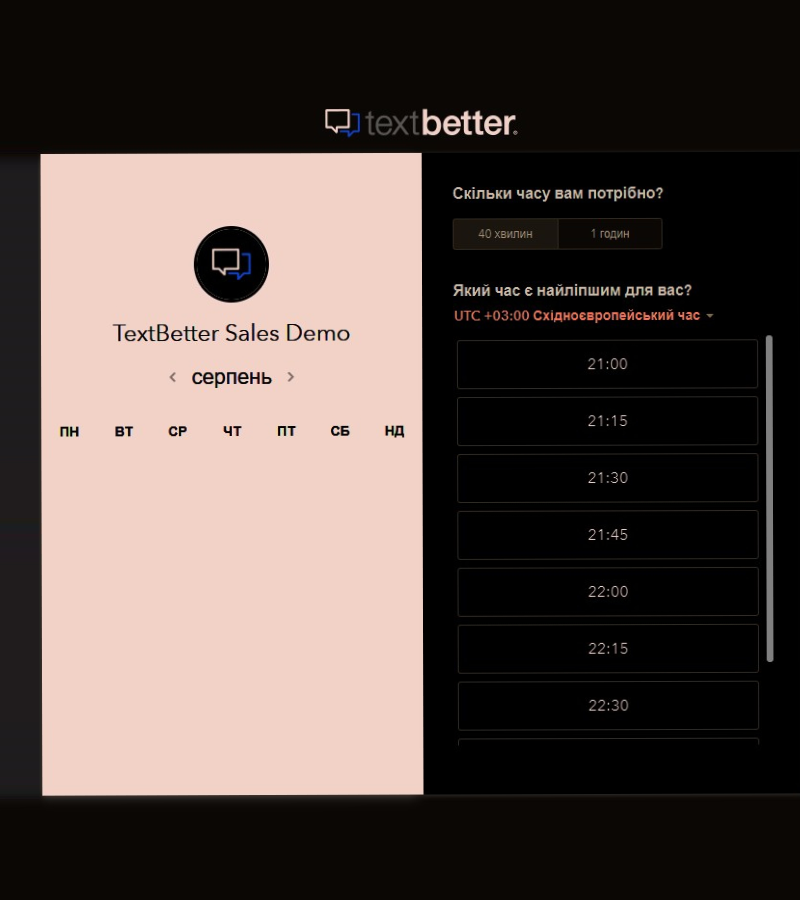 textbetter.
TextBetter Sales Demo
серпень
ПН ВТ СР ЧТ ПТ СБ НД
Скільки часу вам потрібно?
40 хвилин 1 годин
Який час є найліпшим для вас?
UTC +03:00 Східноєвропейський час
21:00
21:15
21:30
21:45
22:00
22:15
22:30